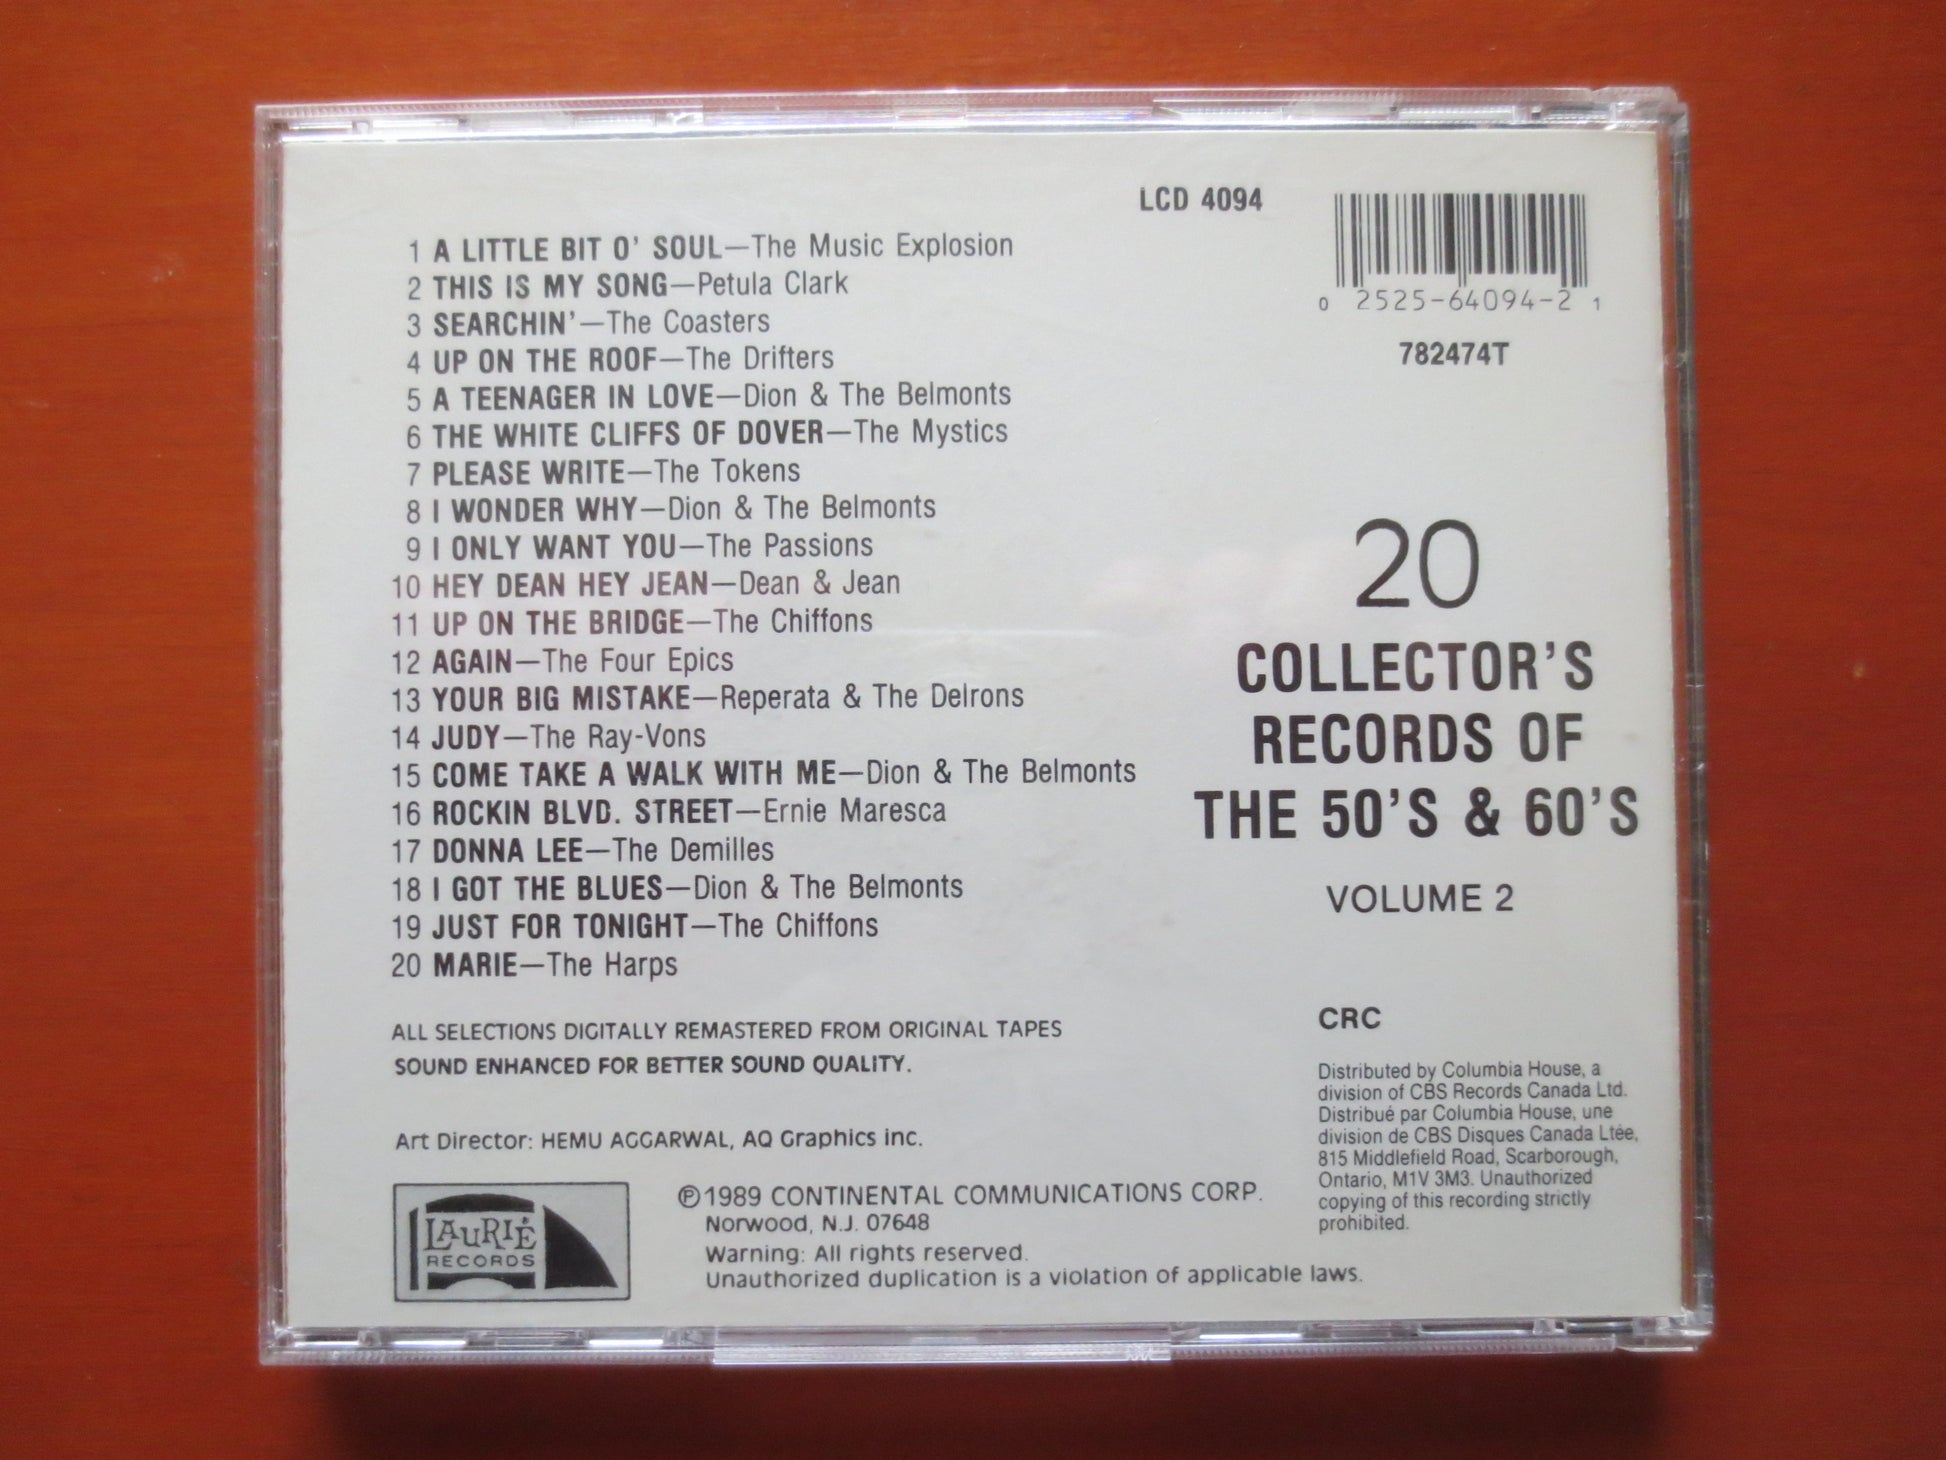 LCD 4094
0 2525-64094-2 1
782474T
1 A LITTLE BIT O' SOUL—The Music Explosion
2 THIS IS MY SONG—Petula Clark
3 SEARCHIN'—The Coasters
4 UP ON THE ROOF—The Drifters
5 A TEENAGER IN LOVE—Dion & The Belmonts
6 THE WHITE CLIFFS OF DOVER—The Mystics
7 PLEASE WRITE—The Tokens
8 I WONDER WHY—Dion & The Belmonts
9 I ONLY WANT YOU—The Passions
10 HEY DEAN HEY JEAN—Dean & Jean
11 UP ON THE BRIDGE—The Chiffons
12 AGAIN—The Four Epics
13 YOUR BIG MISTAKE—Reperata & The Delrons
14 JUDY—The Ray-Vons
15 COME TAKE A WALK WITH ME—Dion & The Belmonts
16 ROCKIN BLVD. STREET—Ernie Maresca
17 DONNA LEE—The Demilles
18 I GOT THE BLUES—Dion & The Belmonts
19 JUST FOR TONIGHT—The Chiffons
20 MARIE—The Harps
20
COLLECTOR'S
RECORDS OF
THE 50'S & 60'S
VOLUME 2
ALL SELECTIONS DIGITALLY REMASTERED FROM ORIGINAL TAPES
SOUND ENHANCED FOR BETTER SOUND QUALITY.
Art Director: HEMU AGGARWAL, AQ Graphics inc.
LAURIE
RECORDS
℗1989 CONTINENTAL COMMUNICATIONS CORP.
Norwood, N.J. 07648
Warning: All rights reserved.
Unauthorized duplication is a violation of applicable laws.
CRC
Distributed by Columbia House, a
division of CBS Records Canada Ltd.
Distribué par Columbia House, une
division de CBS Disques Canada Ltée,
815 Middlefield Road, Scarborough,
Ontario, M1V 3M3. Unauthorized
copying of this recording strictly
prohibited.